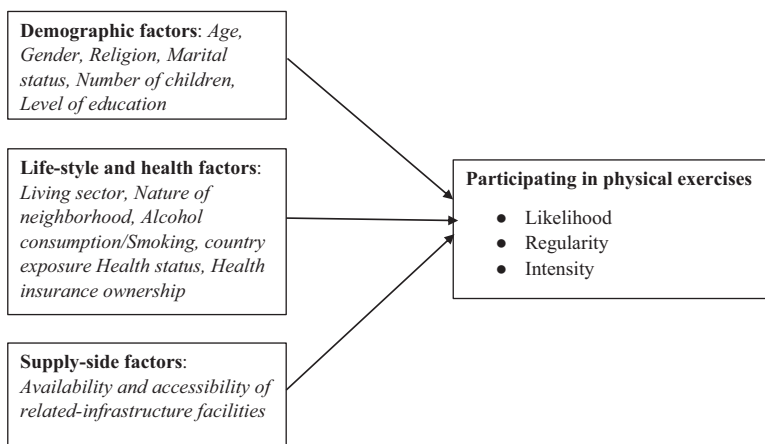 Demographic factors: Age,
Gender, Religion, Marital
status, Number of children,
Level of education
Life-style and health factors:
Living sector, Nature of
neighborhood, Alcohol
consumption/Smoking, country
exposure Health status, Health
insurance ownership
Supply-side factors:
Availability and accessibility of
related-infrastructure facilities
Participating in physical exercises
● Likelihood
● Regularity
● Intensity